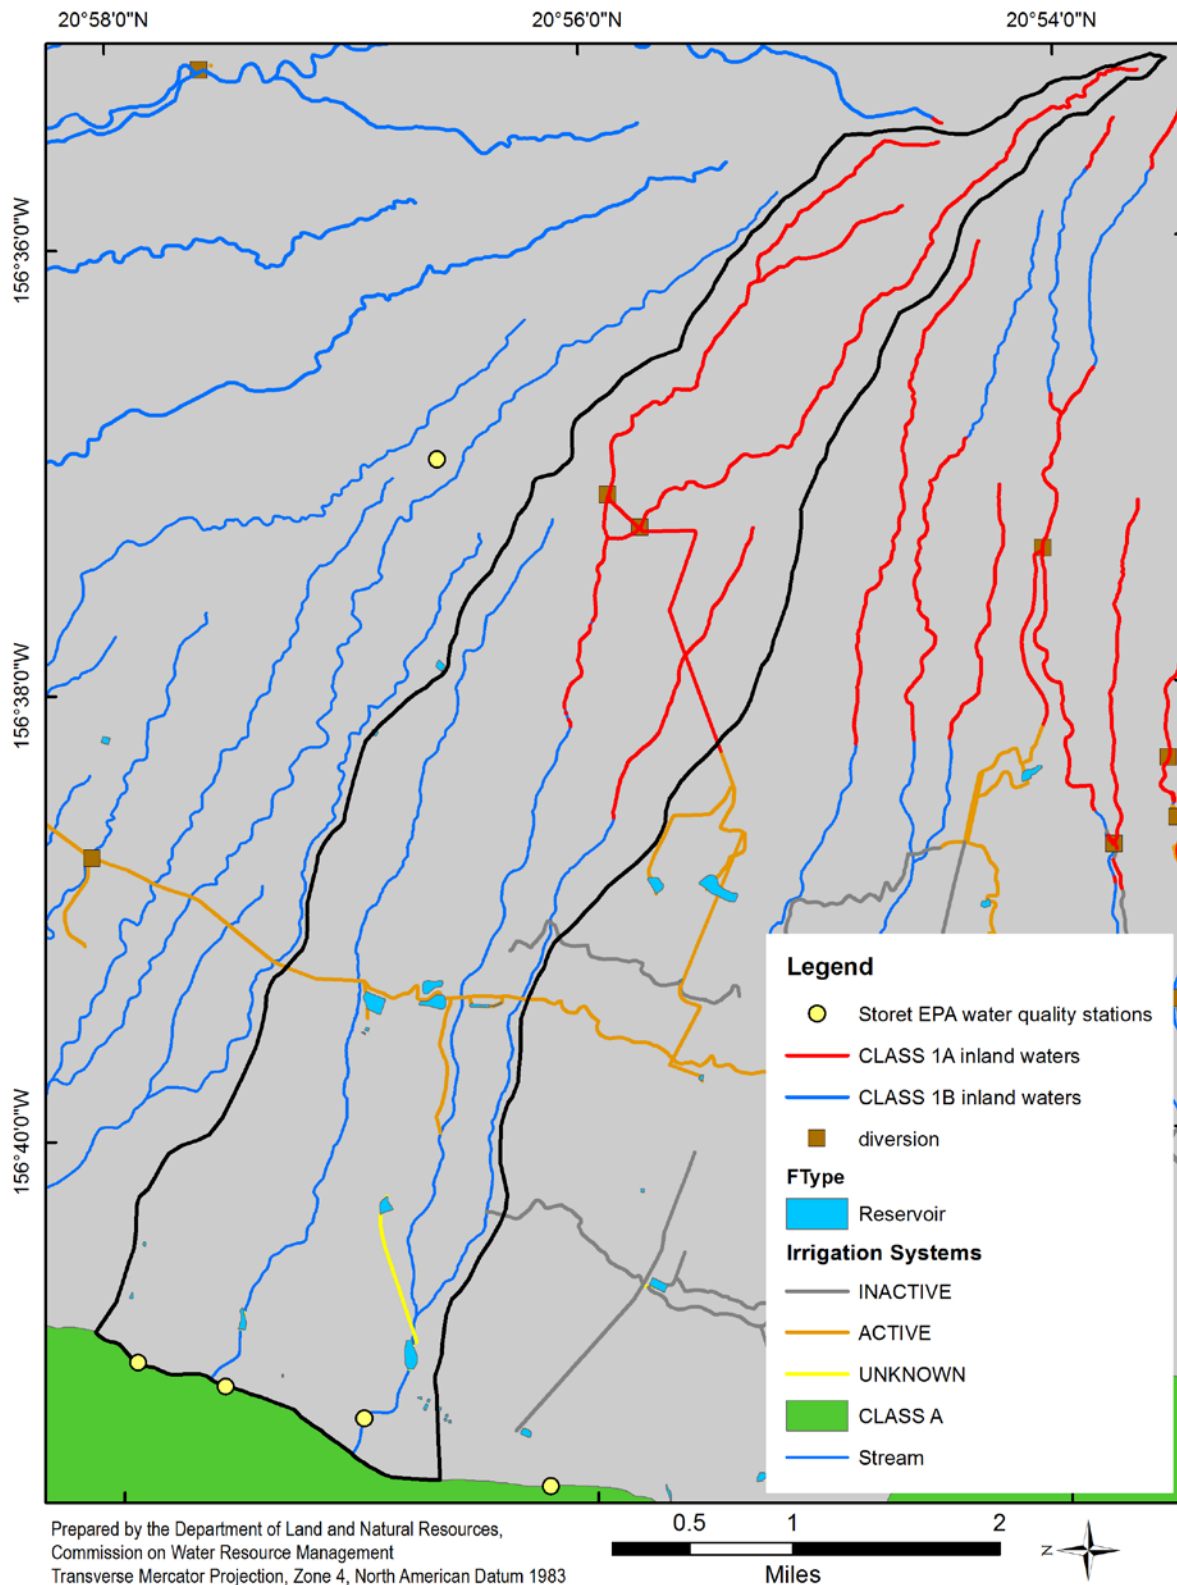 20°58'0"N 20°56'0"N 20°54'0"N
156°36'0"W
156°38'0"W
156°40'0"W
Legend
Storet EPA water quality stations
CLASS 1A inland waters
CLASS 1B inland waters
diversion
FType
Reservoir
Irrigation Systems
INACTIVE
ACTIVE
UNKNOWN
CLASS A
Stream
Prepared by the Department of Land and Natural Resources,
Commission on Water Resource Management
Transverse Mercator Projection, Zone 4, North American Datum 1983
0.5 1 2
Miles
N